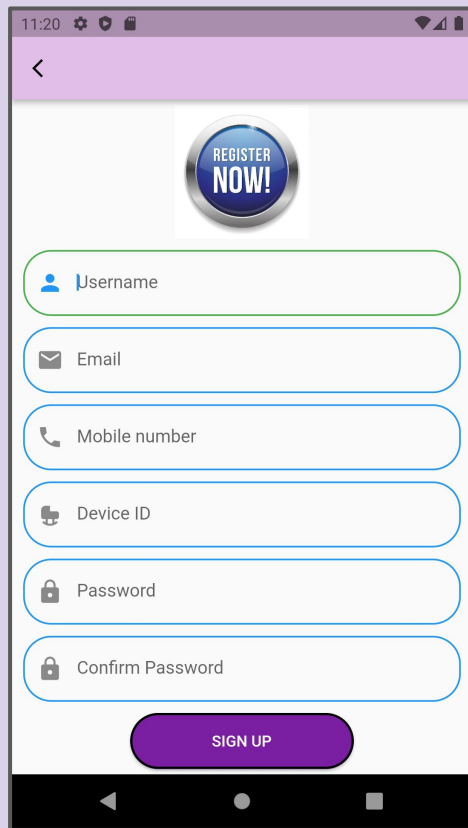 11:20
REGISTER
NOW!
Username
Email
Mobile number
Device ID
Password
Confirm Password
SIGN UP